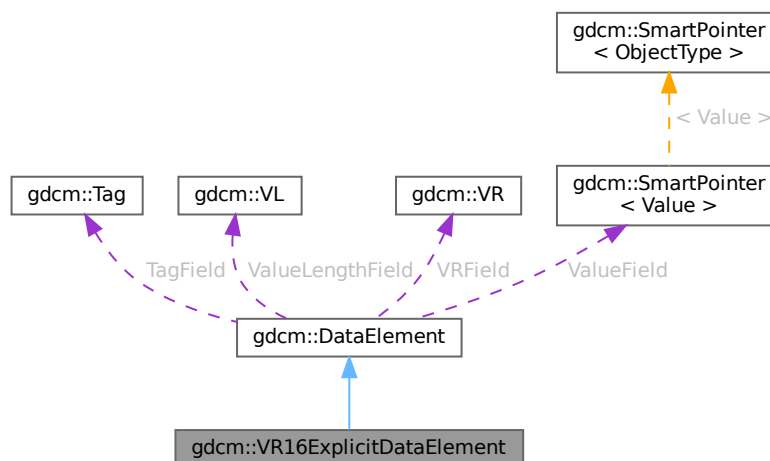 gdcm::SmartPointer
< ObjectType >
< Value >
gdcm::Tag
gdcm::VL
gdcm::VR
gdcm::SmartPointer
< Value >
TagField
ValueLengthField
VRField
ValueField
gdcm::DataElement
gdcm::VR16ExplicitDataElement